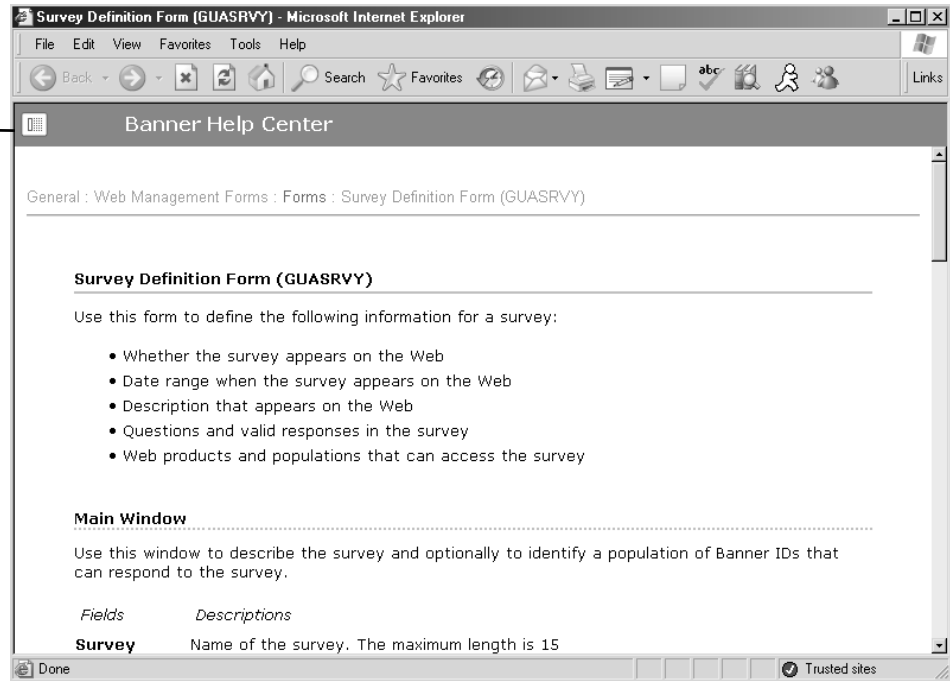 Survey Definition Form (GUASRVY) - Microsoft Internet Explorer
File Edit View Favorites Tools Help
Back Search Favorites abc Links
Banner Help Center
General : Web Management Forms : Forms : Survey Definition Form (GUASRVY)
Survey Definition Form (GUASRVY)
Use this form to define the following information for a survey:
• Whether the survey appears on the Web
• Date range when the survey appears on the Web
• Description that appears on the Web
• Questions and valid responses in the survey
• Web products and populations that can access the survey
Main Window
Use this window to describe the survey and optionally to identify a population of Banner IDs that
can respond to the survey.
Fields Descriptions
Survey Name of the survey. The maximum length is 15
Done Trusted sites